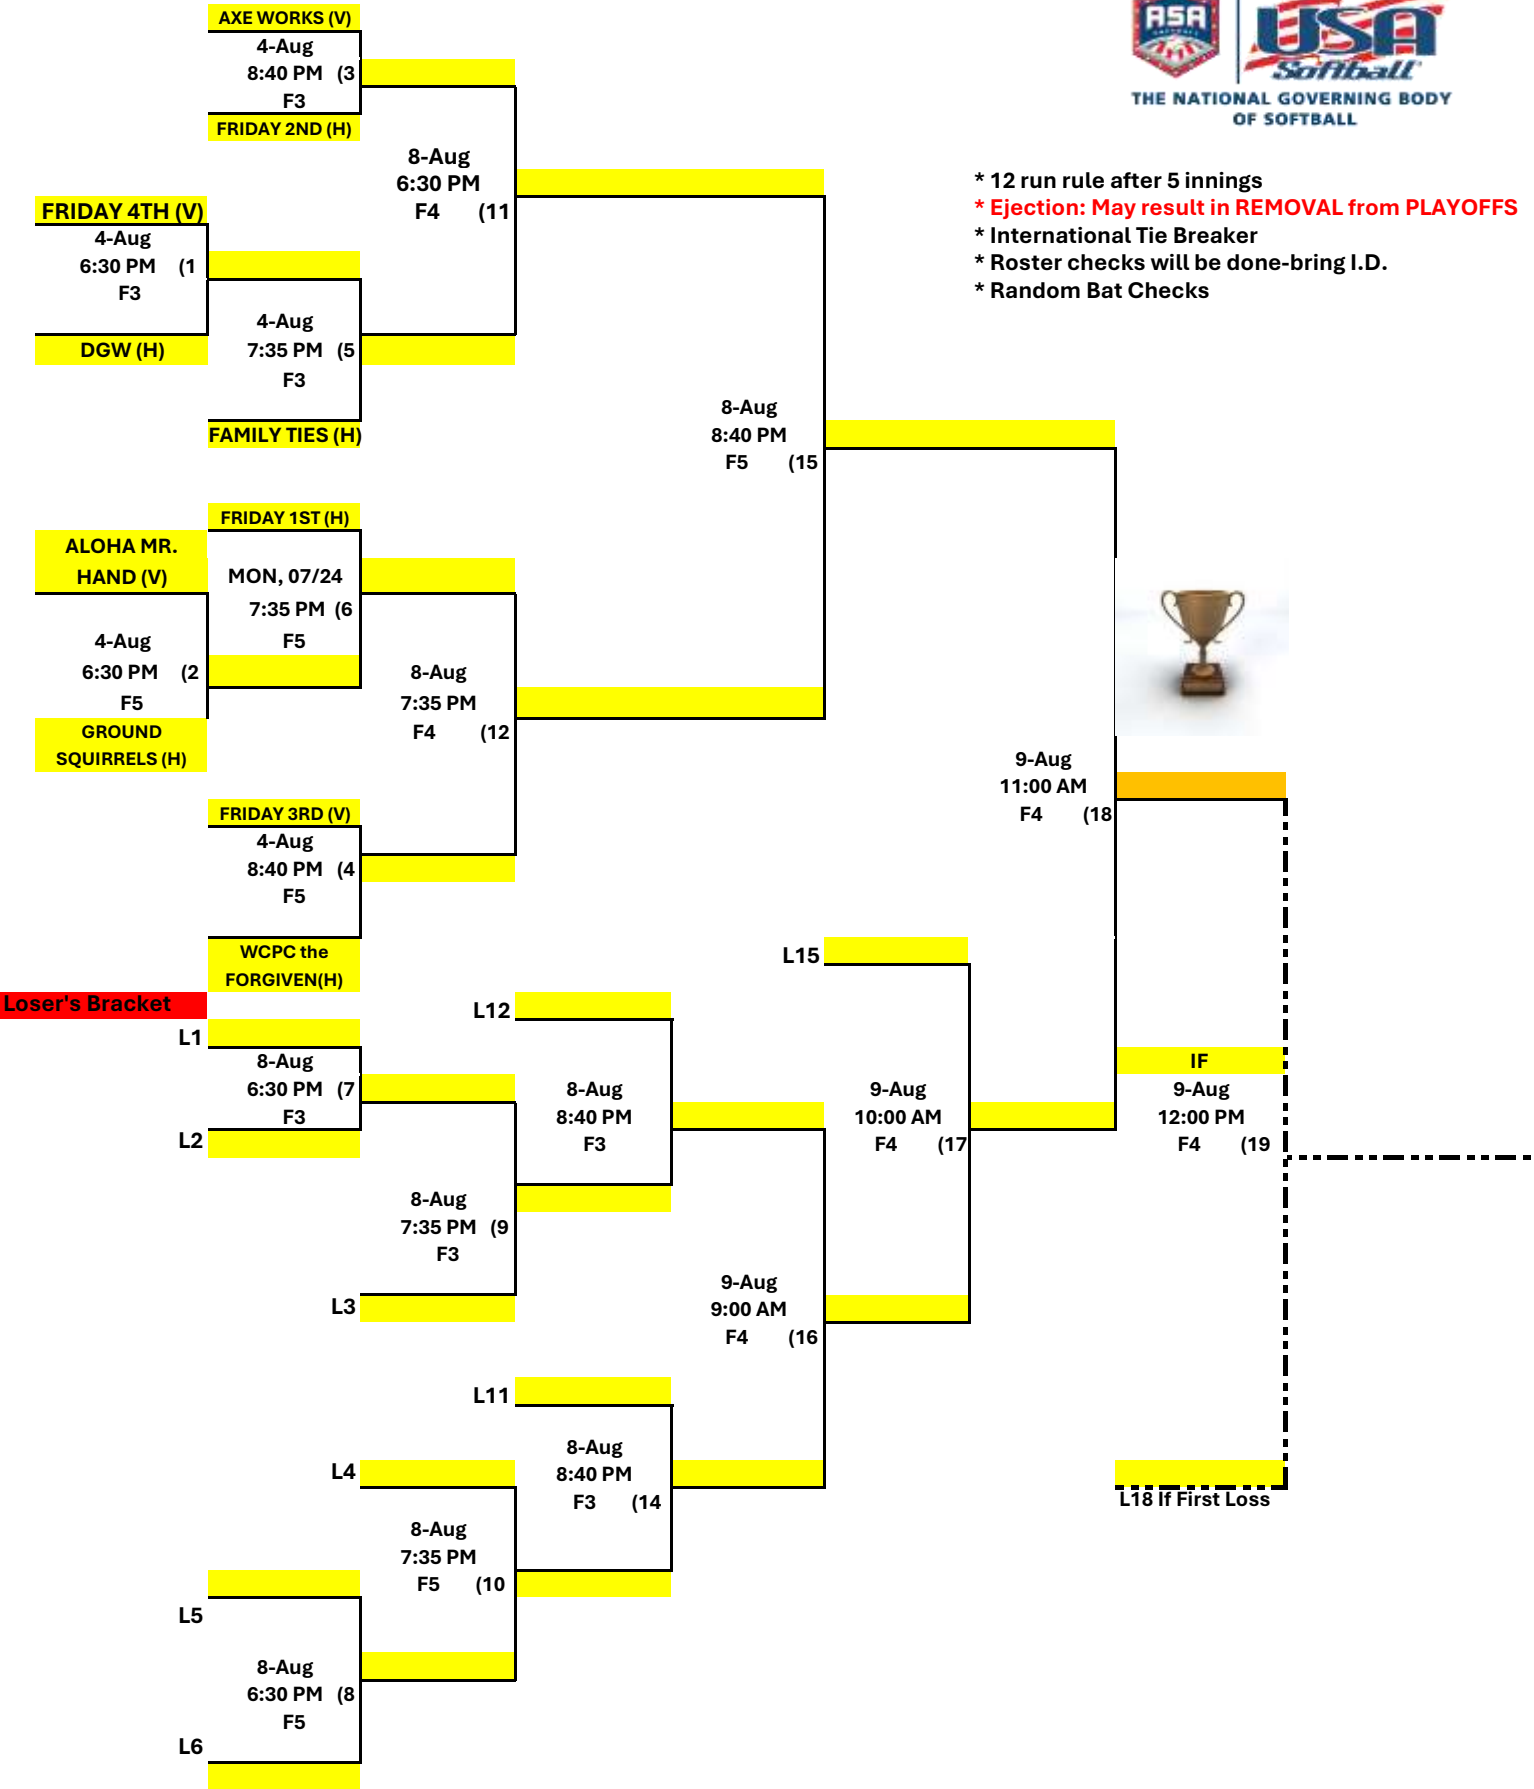 AXE WORKS (V)
4-Aug
8:40 PM (3
F3
FRIDAY 2ND (H)
ASA
USA
Softball
THE NATIONAL GOVERNING BODY
OF SOFTBALL
* 12 run rule after 5 innings
* Ejection: May result in REMOVAL from PLAYOFFS
* International Tie Breaker
* Roster checks will be done-bring I.D.
* Random Bat Checks
8-Aug
6:30 PM
F4 (11
FRIDAY 4TH (V)
4-Aug
6:30 PM (1
F3
DGW (H)
4-Aug
7:35 PM (5
F3
FAMILY TIES (H)
8-Aug
8:40 PM
F5 (15
FRIDAY 1ST (H)
ALOHA MR.
HAND (V)
MON, 07/24
7:35 PM (6
F5
4-Aug
6:30 PM (2
F5
GROUND
SQUIRRELS (H)
8-Aug
7:35 PM
F4 (12
9-Aug
11:00 AM
F4 (18
FRIDAY 3RD (V)
4-Aug
8:40 PM (4
F5
WCPC the
FORGIVEN(H)
Loser's Bracket
L15
L12
L1
8-Aug
6:30 PM (7
F3
L2
8-Aug
8:40 PM
F3
9-Aug
10:00 AM
F4 (17
IF
9-Aug
12:00 PM
F4 (19
8-Aug
7:35 PM (9
F3
L3
9-Aug
9:00 AM
F4 (16
L11
8-Aug
8:40 PM
F3 (14
L4
L18 If First Loss
8-Aug
7:35 PM
F5 (10
L5
8-Aug
6:30 PM (8
F5
L6